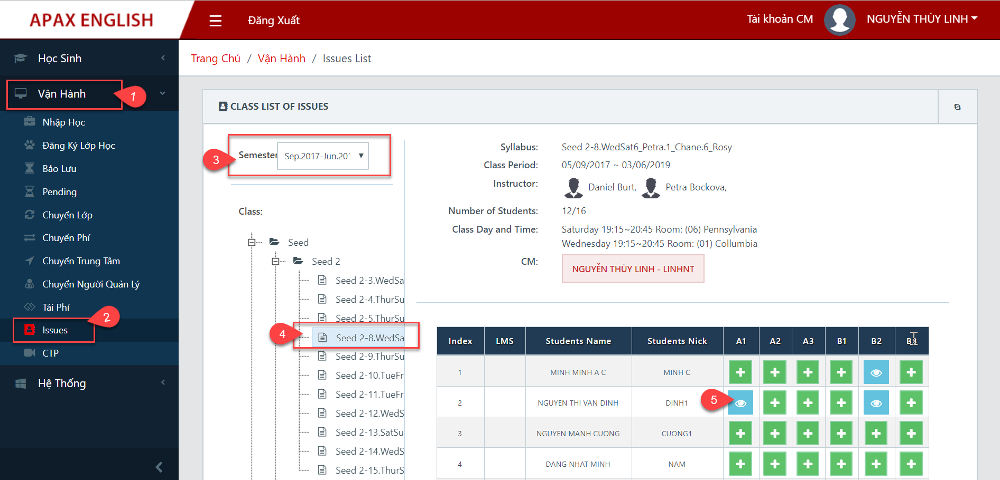 APAX ENGLISH
Đăng Xuất
Tài khoản CM
NGUYỄN THÙY LINH
Học Sinh
Vận Hành
1
Nhập Học
Đăng Ký Lớp Học
Bảo Lưu
Pending
Chuyển Lớp
Chuyển Phí
Chuyển Trung Tâm
Chuyển Người Quản Lý
Tái Phí
2
Issues
CTP
Hệ Thống
Trang Chủ / Vận Hành / Issues List
CLASS LIST OF ISSUES
3
Semester
Sep.2017-Jun.201
Class:
Seed
Seed 2
Seed 2-3.WedSa
Seed 2-4.ThurSu
Seed 2-5.ThurSu
4
Seed 2-8.WedSa
Seed 2-9.ThurSu
Seed 2-10.TueFr
Seed 2-11.TueFr
Seed 2-12.WedS
Seed 2-13.SatSu
Seed 2-14.WedS
Seed 2-15.ThurS
Syllabus: Seed 2-8.WedSat6_Petra.1_Chane.6_Rosy
Class Period: 05/09/2017 ~ 03/06/2019
Instructor: Daniel Burt, Petra Bockova,
Number of Students: 12/16
Class Day and Time: Saturday 19:15~20:45 Room: (06) Pennsylvania
Wednesday 19:15~20:45 Room: (01) Collumbia
CM: NGUYỄN THÙY LINH - LINHNT
Index LMS Students Name Students Nick A1 A2 A3 B1 B2
1 MINH MINH A C MINH C
2 NGUYEN THI VAN DINH DINH1 5
3 NGUYEN MANH CUONG CUONG1
4 DANG NHAT MINH NAM